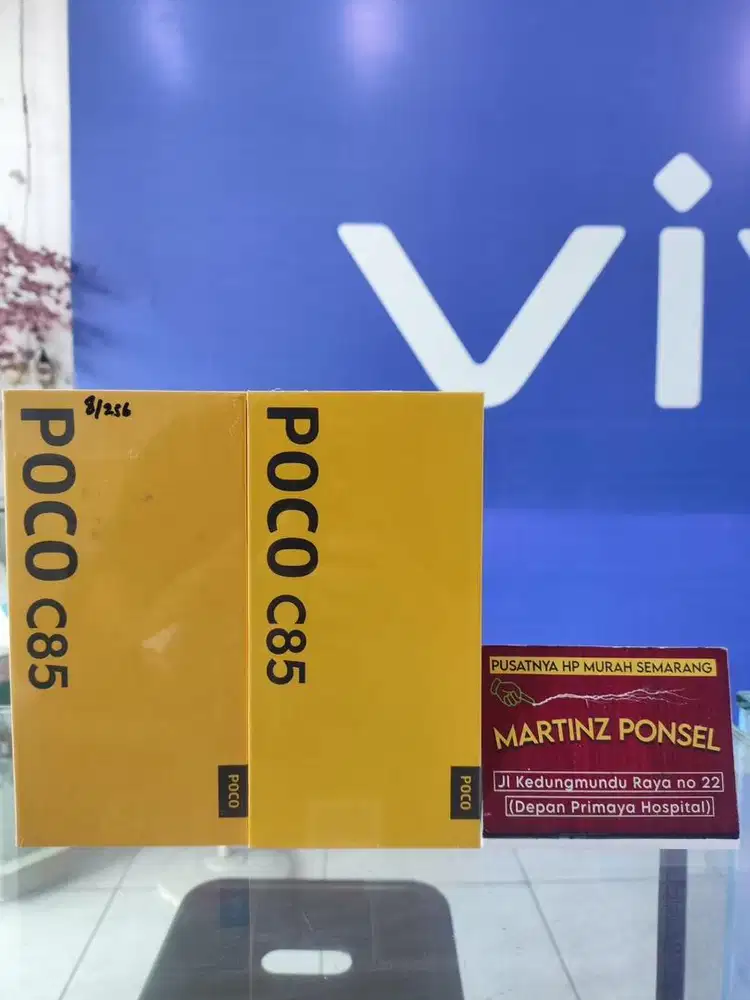 vi
8/256
POCO C85
POCO
POCO C85
POCO
PUSATNYA HP MURAH SEMARANG
MARTINZ PONSEL
Jl Kedungmundu Raya no 22
(Depan Primaya Hospital)